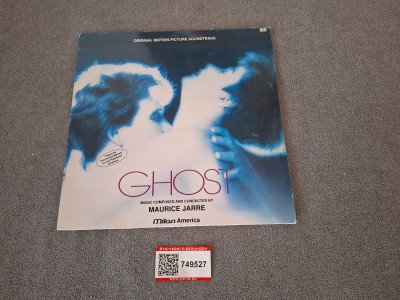 ORIGINAL MOTION PICTURE SOUNDTRACK
GHOST
MUSIC COMPOSED AND CONDUCTED BY
MAURICE JARRE
Milan America
749527